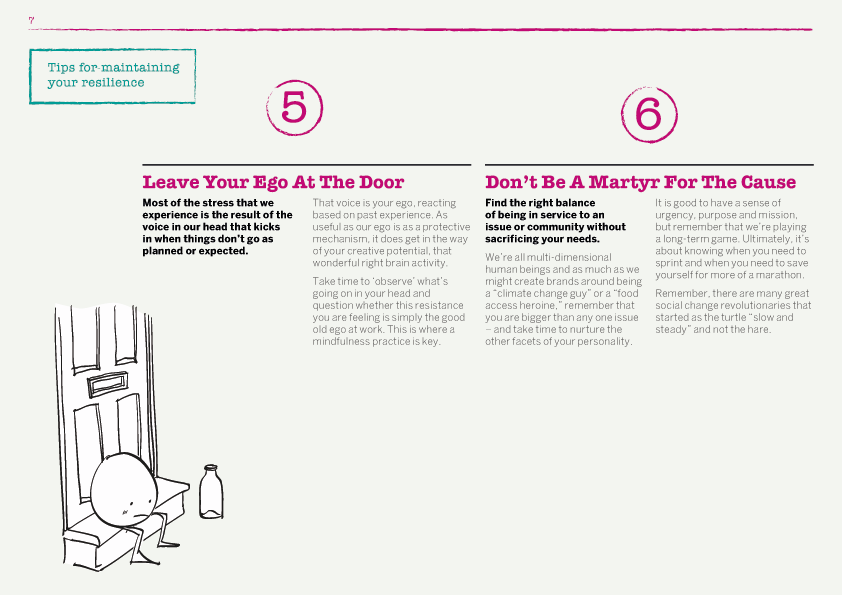 7
Tips for maintaining
your resilience
5
Leave Your Ego At The Door
Most of the stress that we
experience is the result of the
voice in our head that kicks
in when things don't go as
planned or expected.
That voice is your ego, reacting
based on past experience. As
useful as our ego is as a protective
mechanism, it does get in the way
of your creative potential, that
wonderful right brain activity.
Take time to 'observe' what's
going on in your head and
question whether this resistance
you are feeling is simply the good
old ego at work. This is where a
mindfulness practice is key.
6
Don't Be A Martyr For The Cause
Find the right balance
of being in service to an
issue or community without
sacrificing your needs.
We're all multi-dimensional
human beings and as much as we
might create brands around being
a "climate change guy" or a "food
access heroine," remember that
you are bigger than any one issue
– and take time to nurture the
other facets of your personality.
It is good to have a sense of
urgency, purpose and mission,
but remember that we're playing
a long-term game. Ultimately, it's
about knowing when you need to
sprint and when you need to save
yourself for more of a marathon.
Remember, there are many great
social change revolutionaries that
started as the turtle "slow and
steady" and not the hare.